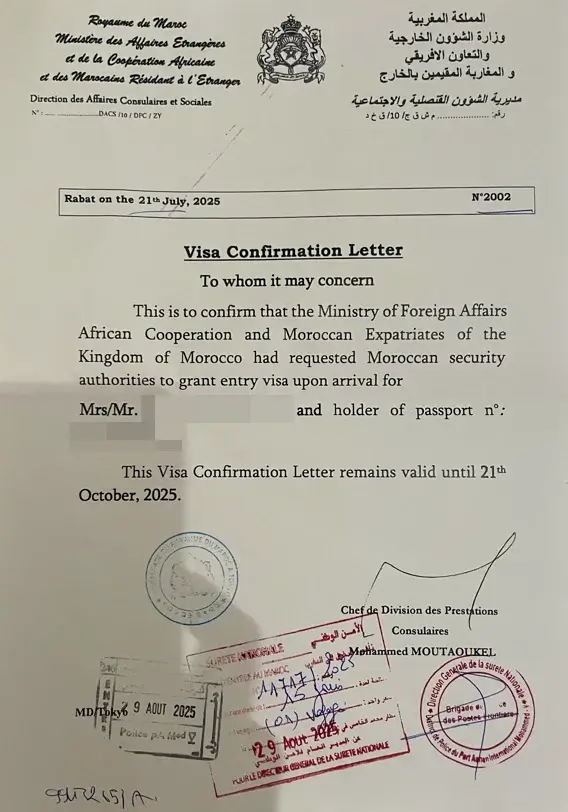 Royaume du Maroc
Ministère des Affaires Etrangères
et de la Coopération Africaine
et des Marocains Résidant à l'Etranger
Direction des Affaires Consulaires et Sociales
N° : DACS /10 / DPC / ZY
المملكة المغربية
وزارة الشؤون الخارجية
والتعاون الافريقي
و المغاربة المقيمين بالخارج
مديرية الشؤون القنصلية والاجتماعية
رقم: م ش ق ج/ 10/ ق خ د
Rabat on the 21th July, 2025
N°2002
Visa Confirmation Letter
To whom it may concern
This is to confirm that the Ministry of Foreign Affairs
African Cooperation and Moroccan Expatriates of the
Kingdom of Morocco had requested Moroccan security
authorities to grant entry visa upon arrival for
Mrs/Mr. and holder of passport n°:
This Visa Confirmation Letter remains valid until 21th
October, 2025.
Chef de Division des Prestations
Consulaires
Mohammed MOUTAOUKEL
MD/Tokyo
ENTREE
29 AOUT 2025
SURETE NATIONALE
الأمن الوطني
29 Aout 2025
POUR LE DIRECTEUR GENERAL DE LA SURETE NATIONALE
Direction Générale de la sureté Nationale
Brigade
des Postes Frontière